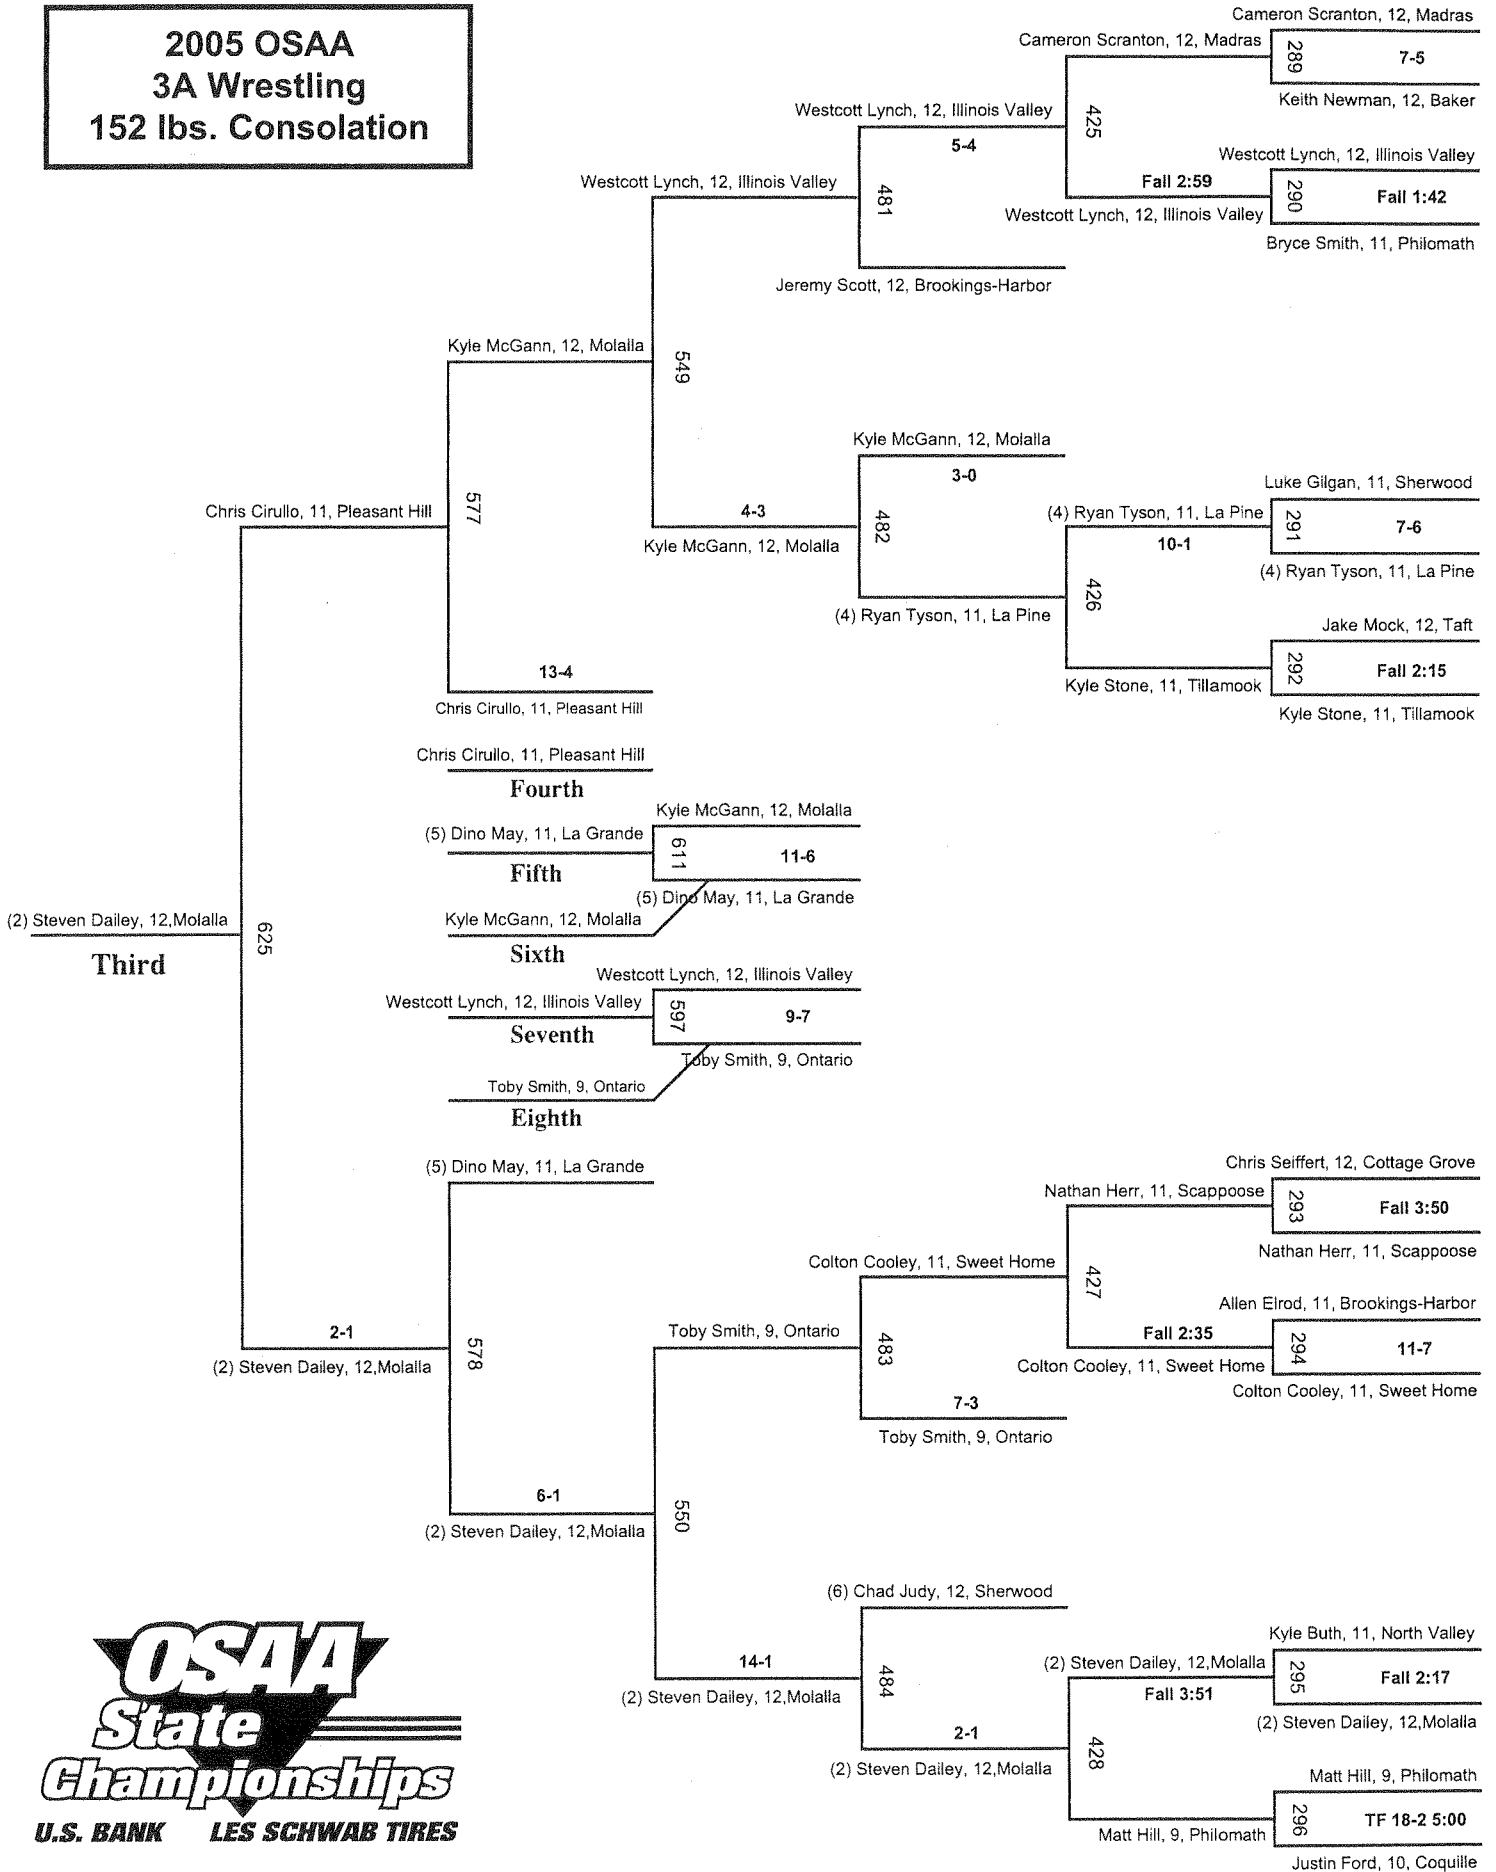 2005 OSAA
3A Wrestling
152 lbs. Consolation
Cameron Scranton, 12, Madras
Cameron Scranton, 12, Madras
289
7-5
Keith Newman, 12, Baker
Westcott Lynch, 12, Illinois Valley
5-4
425
Westcott Lynch, 12, Illinois Valley
Fall 2:59
290
Fall 1:42
Westcott Lynch, 12, Illinois Valley
Bryce Smith, 11, Philomath
Westcott Lynch, 12, Illinois Valley
481
Jeremy Scott, 12, Brookings-Harbor
Kyle McGann, 12, Molalla
549
Kyle McGann, 12, Molalla
3-0
Luke Gilgan, 11, Sherwood
(4) Ryan Tyson, 11, La Pine
10-1
291
7-6
(4) Ryan Tyson, 11, La Pine
4-3
Kyle McGann, 12, Molalla
482
(4) Ryan Tyson, 11, La Pine
426
Jake Mock, 12, Taft
292
Fall 2:15
Kyle Stone, 11, Tillamook
Kyle Stone, 11, Tillamook
Chris Cirullo, 11, Pleasant Hill
577
13-4
Chris Cirullo, 11, Pleasant Hill
Chris Cirullo, 11, Pleasant Hill
Fourth
Kyle McGann, 12, Molalla
(5) Dino May, 11, La Grande
611
11-6
Fifth
(5) Dino May, 11, La Grande
Kyle McGann, 12, Molalla
Sixth
(2) Steven Dailey, 12,Molalla
Third
625
Westcott Lynch, 12, Illinois Valley
Westcott Lynch, 12, Illinois Valley
597
9-7
Seventh
Toby Smith, 9, Ontario
Toby Smith, 9, Ontario
Eighth
(5) Dino May, 11, La Grande
Chris Seiffert, 12, Cottage Grove
Nathan Herr, 11, Scappoose
293
Fall 3:50
Nathan Herr, 11, Scappoose
Colton Cooley, 11, Sweet Home
427
Allen Elrod, 11, Brookings-Harbor
Fall 2:35
294
11-7
Colton Cooley, 11, Sweet Home
Colton Cooley, 11, Sweet Home
Toby Smith, 9, Ontario
483
7-3
Toby Smith, 9, Ontario
2-1
(2) Steven Dailey, 12,Molalla
578
6-1
(2) Steven Dailey, 12,Molalla
550
(6) Chad Judy, 12, Sherwood
14-1
(2) Steven Dailey, 12,Molalla
484
Kyle Buth, 11, North Valley
(2) Steven Dailey, 12,Molalla
Fall 3:51
295
Fall 2:17
(2) Steven Dailey, 12,Molalla
2-1
(2) Steven Dailey, 12,Molalla
428
Matt Hill, 9, Philomath
296
TF 18-2 5:00
Matt Hill, 9, Philomath
Justin Ford, 10, Coquille
OSAA
State
Championships
U.S. BANK LES SCHWAB TIRES